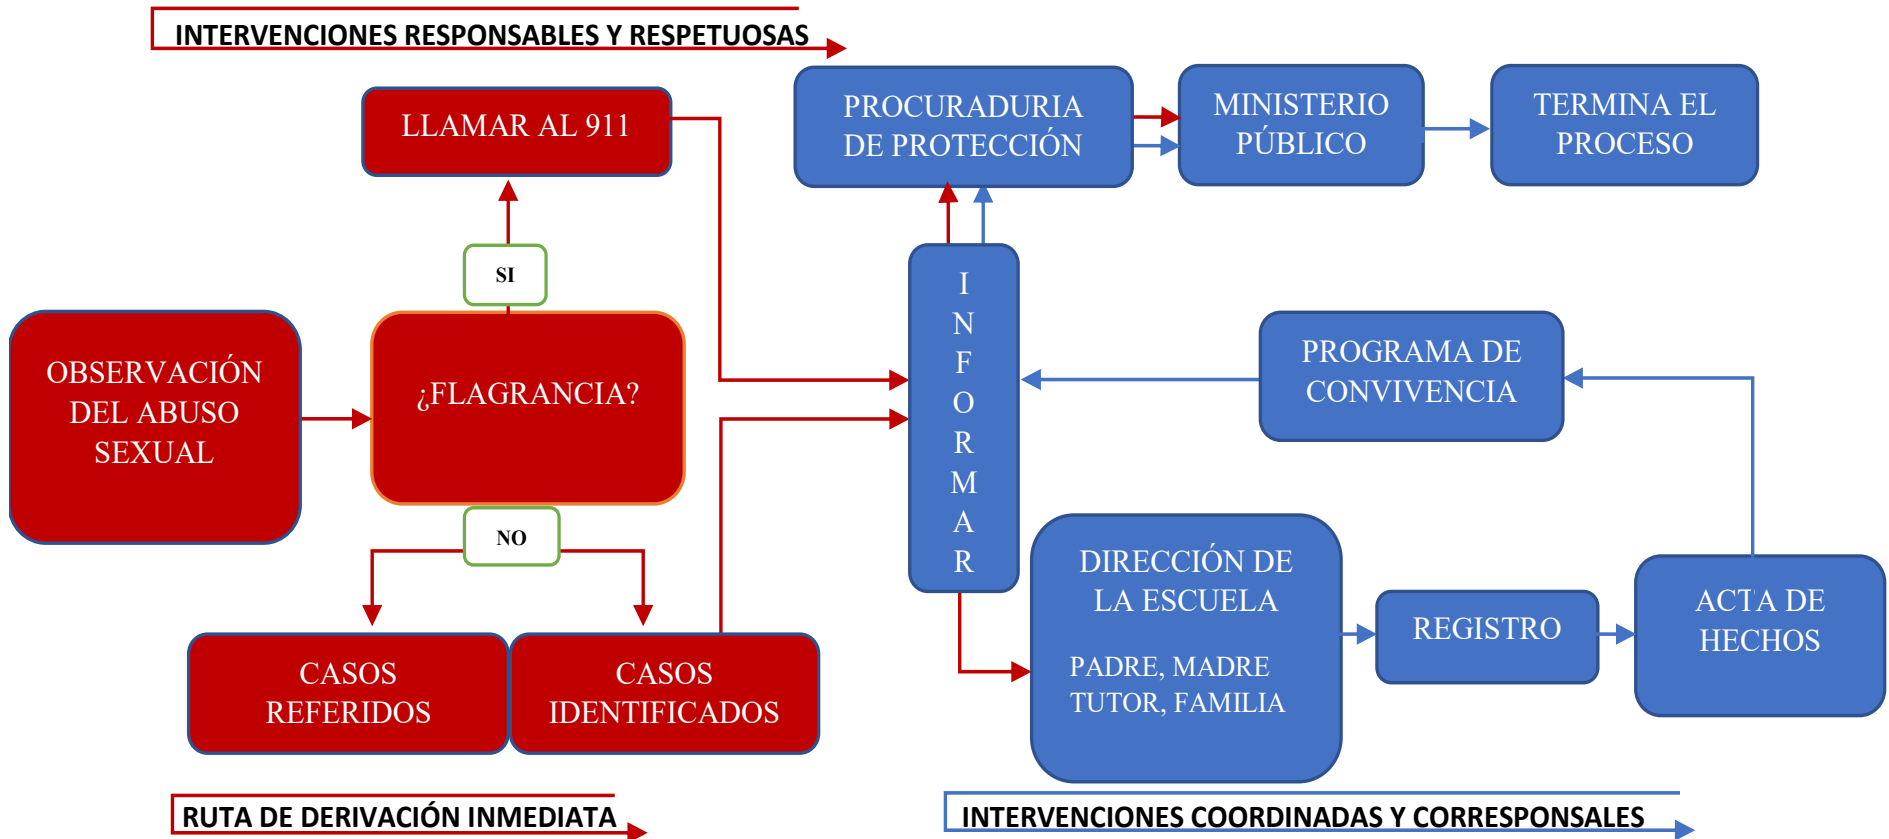 INTERVENCIONES RESPONSABLES Y RESPETUOSAS
LLAMAR AL 911
PROCURADURIA
DE PROTECCIÓN
MINISTERIO
PÚBLICO
TERMINA EL
PROCESO
SI
OBSERVACIÓN
DEL ABUSO
SEXUAL
¿FLAGRANCIA?
NO
CASOS
REFERIDOS
CASOS
IDENTIFICADOS
I
N
F
O
R
M
A
R
PROGRAMA DE
CONVIVENCIA
DIRECCIÓN DE
LA ESCUELA
PADRE, MADRE
TUTOR, FAMILIA
REGISTRO
ACTA DE
HECHOS
RUTA DE DERIVACIÓN INMEDIATA
INTERVENCIONES COORDINADAS Y CORRESPONSALES